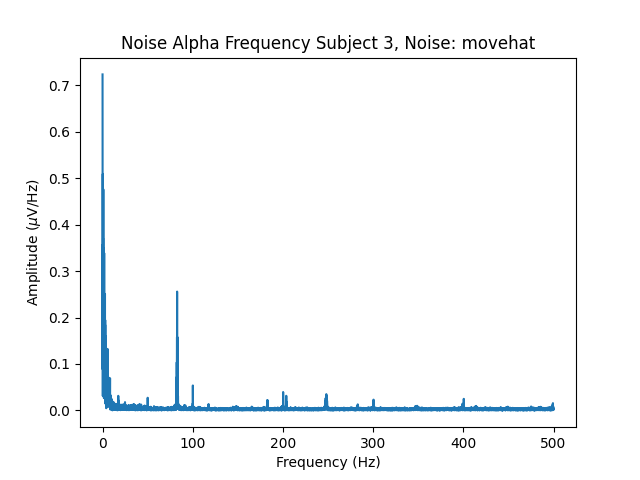 Noise Alpha Frequency Subject 3, Noise: movehat
Amplitude (μV/Hz)
0.7
0.6
0.5
0.4
0.3
0.2
0.1
0.0
0 100 200 300 400 500
Frequency (Hz)